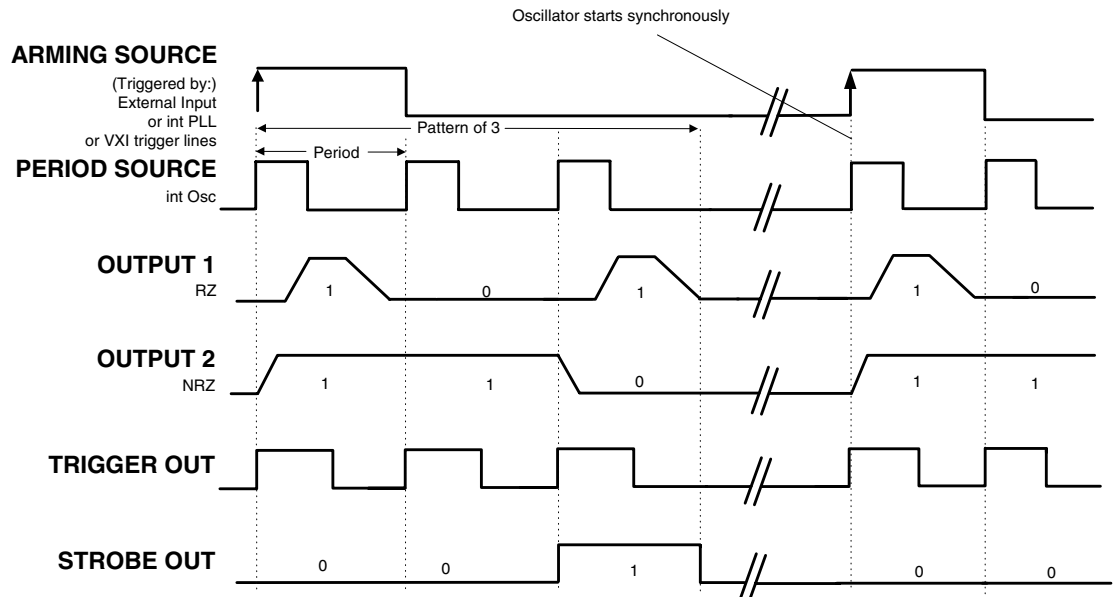 Oscillator starts synchronously
ARMING SOURCE
(Triggered by:)
External Input
or int PLL
or VXI trigger lines
Pattern of 3
Period
PERIOD SOURCE
int Osc
OUTPUT 1
RZ
1 0 1 1 0
OUTPUT 2
NRZ
1 1 0 1 1
TRIGGER OUT
STROBE OUT
0 0 1 0 0